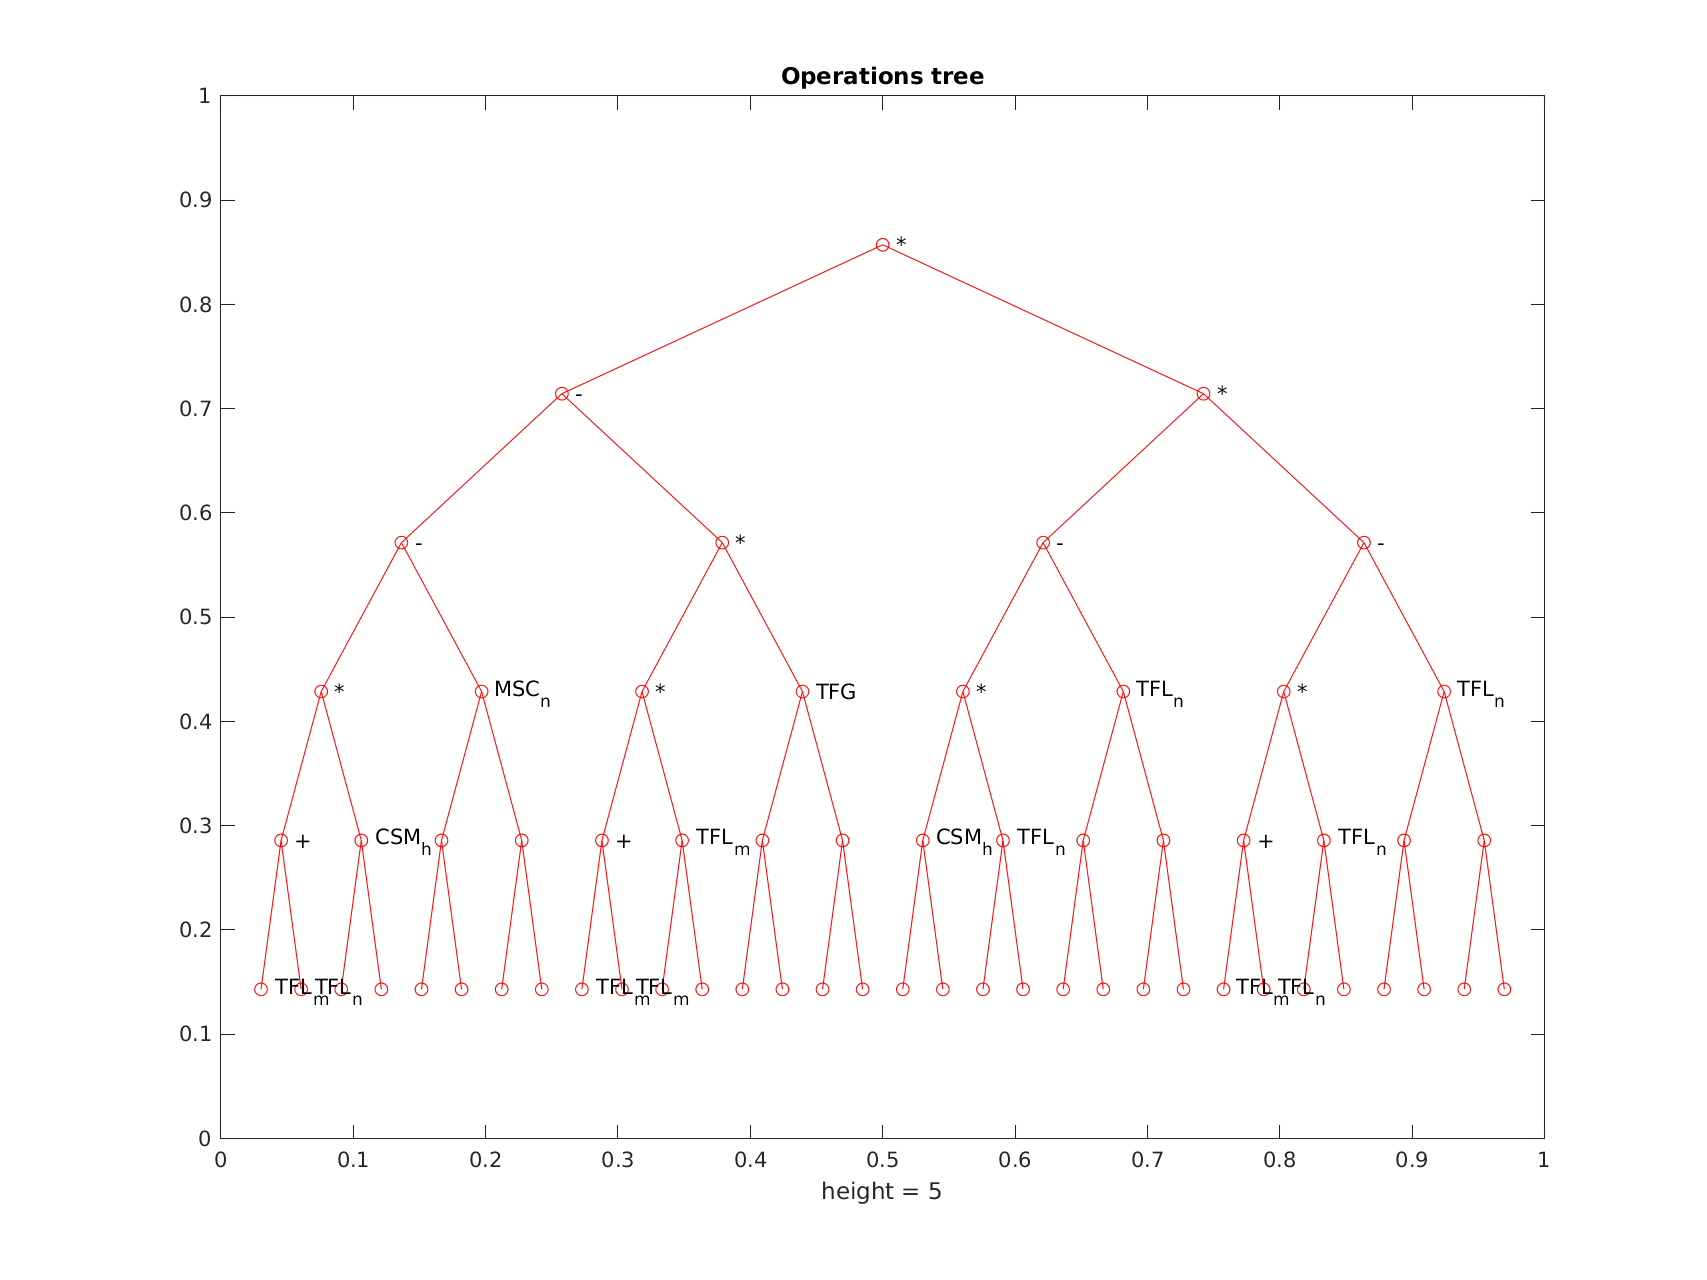 Operations tree
1
0.9
*
0.8
- *
0.7
0.6
- * - -
0.5
* MSC_n * TFG * TFL_n * TFL_n
0.4
0.3
+ CSM_h + TFL_m CSM_h TFL_n + TFL_n
0.2
TFL_m TFL_n TFL_m TFL_m TFL_m TFL_n
0.1
0
0 0.1 0.2 0.3 0.4 0.5 0.6 0.7 0.8 0.9 1
height = 5